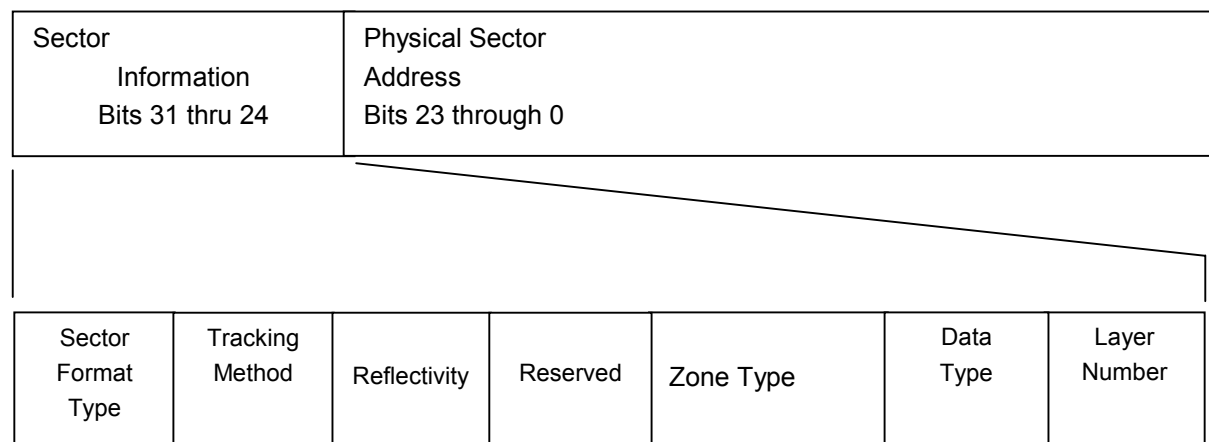 Sector
Information
Bits 31 thru 24
Physical Sector
Address
Bits 23 through 0
Sector
Format
Type
Tracking
Method
Reflectivity
Reserved
Zone Type
Data
Type
Layer
Number